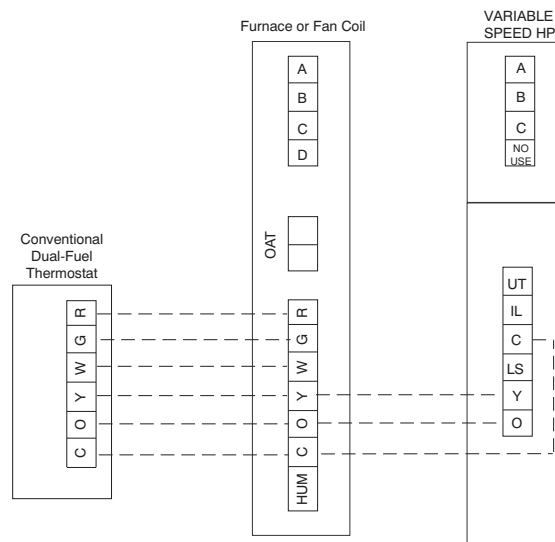 VARIABLE
SPEED HP
Furnace or Fan Coil
A
B
C
D
A
B
C
NO
USE
OAT
Conventional
Dual-Fuel
Thermostat
R
G
W
Y
O
C
R
G
W
Y
O
C
HUM
UT
IL
C
LS
Y
O